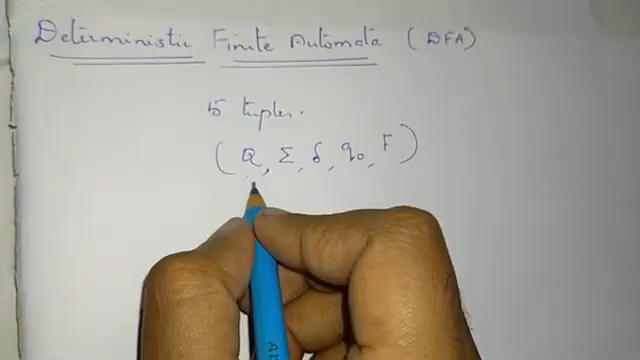 Deterministic Finite Automata (DFA)
5 tuples.
(Q, Σ, δ, q₀, F)